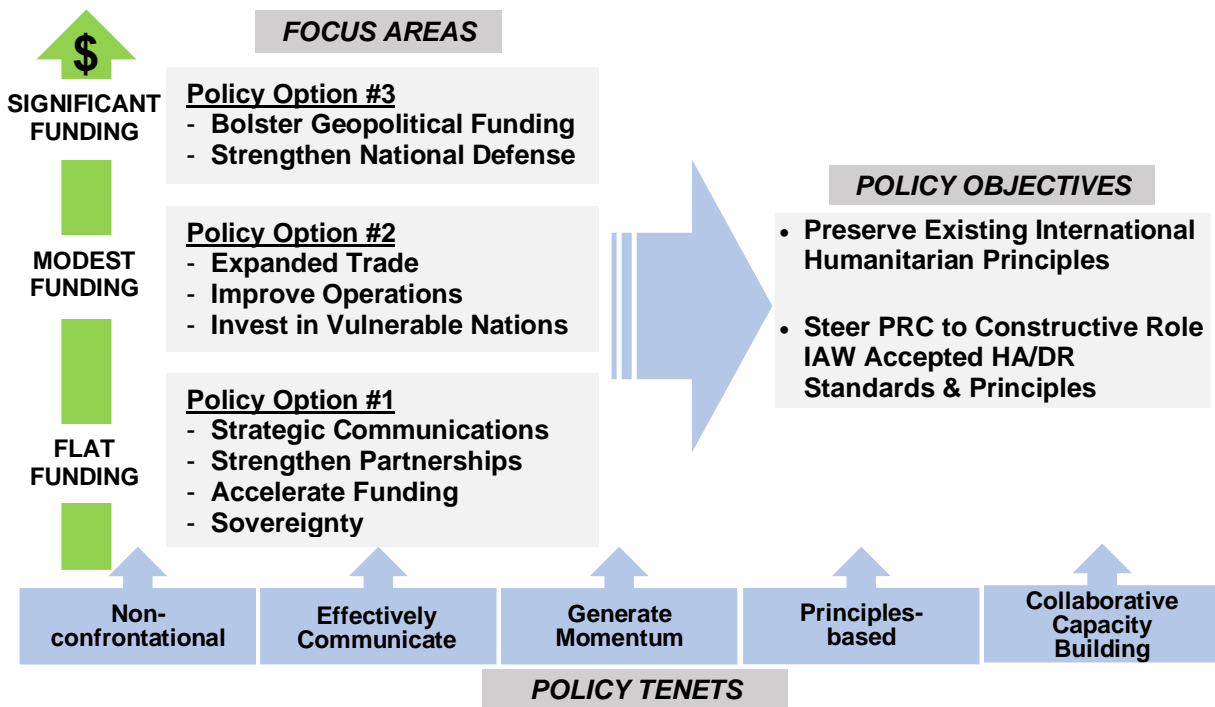 $
FOCUS AREAS
SIGNIFICANT
FUNDING
Policy Option #3
- Bolster Geopolitical Funding
- Strengthen National Defense
MODEST
FUNDING
Policy Option #2
- Expanded Trade
- Improve Operations
- Invest in Vulnerable Nations
FLAT
FUNDING
Policy Option #1
- Strategic Communications
- Strengthen Partnerships
- Accelerate Funding
- Sovereignty
POLICY OBJECTIVES
• Preserve Existing International
Humanitarian Principles
• Steer PRC to Constructive Role
IAW Accepted HA/DR
Standards & Principles
Non-
confrontational
Effectively
Communicate
Generate
Momentum
Principles-
based
Collaborative
Capacity
Building
POLICY TENETS